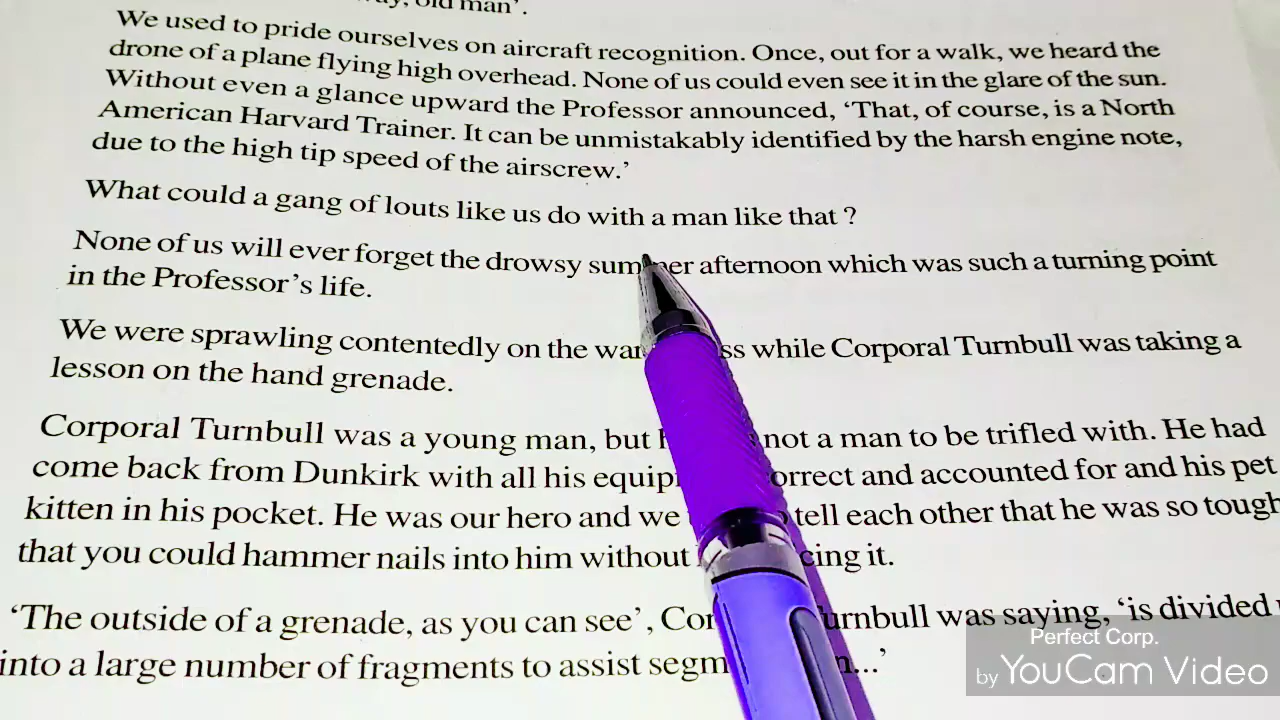 old man'.
We used to pride ourselves on aircraft recognition. Once, out for a walk, we heard the
drone of a plane flying high overhead. None of us could even see it in the glare of the sun.
Without even a glance upward the Professor announced, 'That, of course, is a North
American Harvard Trainer. It can be unmistakably identified by the harsh engine note,
due to the high tip speed of the airscrew.'
What could a gang of louts like us do with a man like that ?
None of us will ever forget the drowsy summer afternoon which was such a turning point
in the Professor's life.
We were sprawling contentedly on the while Corporal Turnbull was taking a
lesson on the hand grenade.
Corporal Turnbull was a young man, but not a man to be trifled with. He had
come back from Dunkirk with all his and accounted for and his pet
kitten in his pocket. He was our hero and we tell each other that he was so tough
that you could hammer nails into him without it.
'The outside of a grenade, as you can see', Turnbull was saying, 'is divided
into a large number of fragments to assist
Perfect Corp.
by YouCam Video